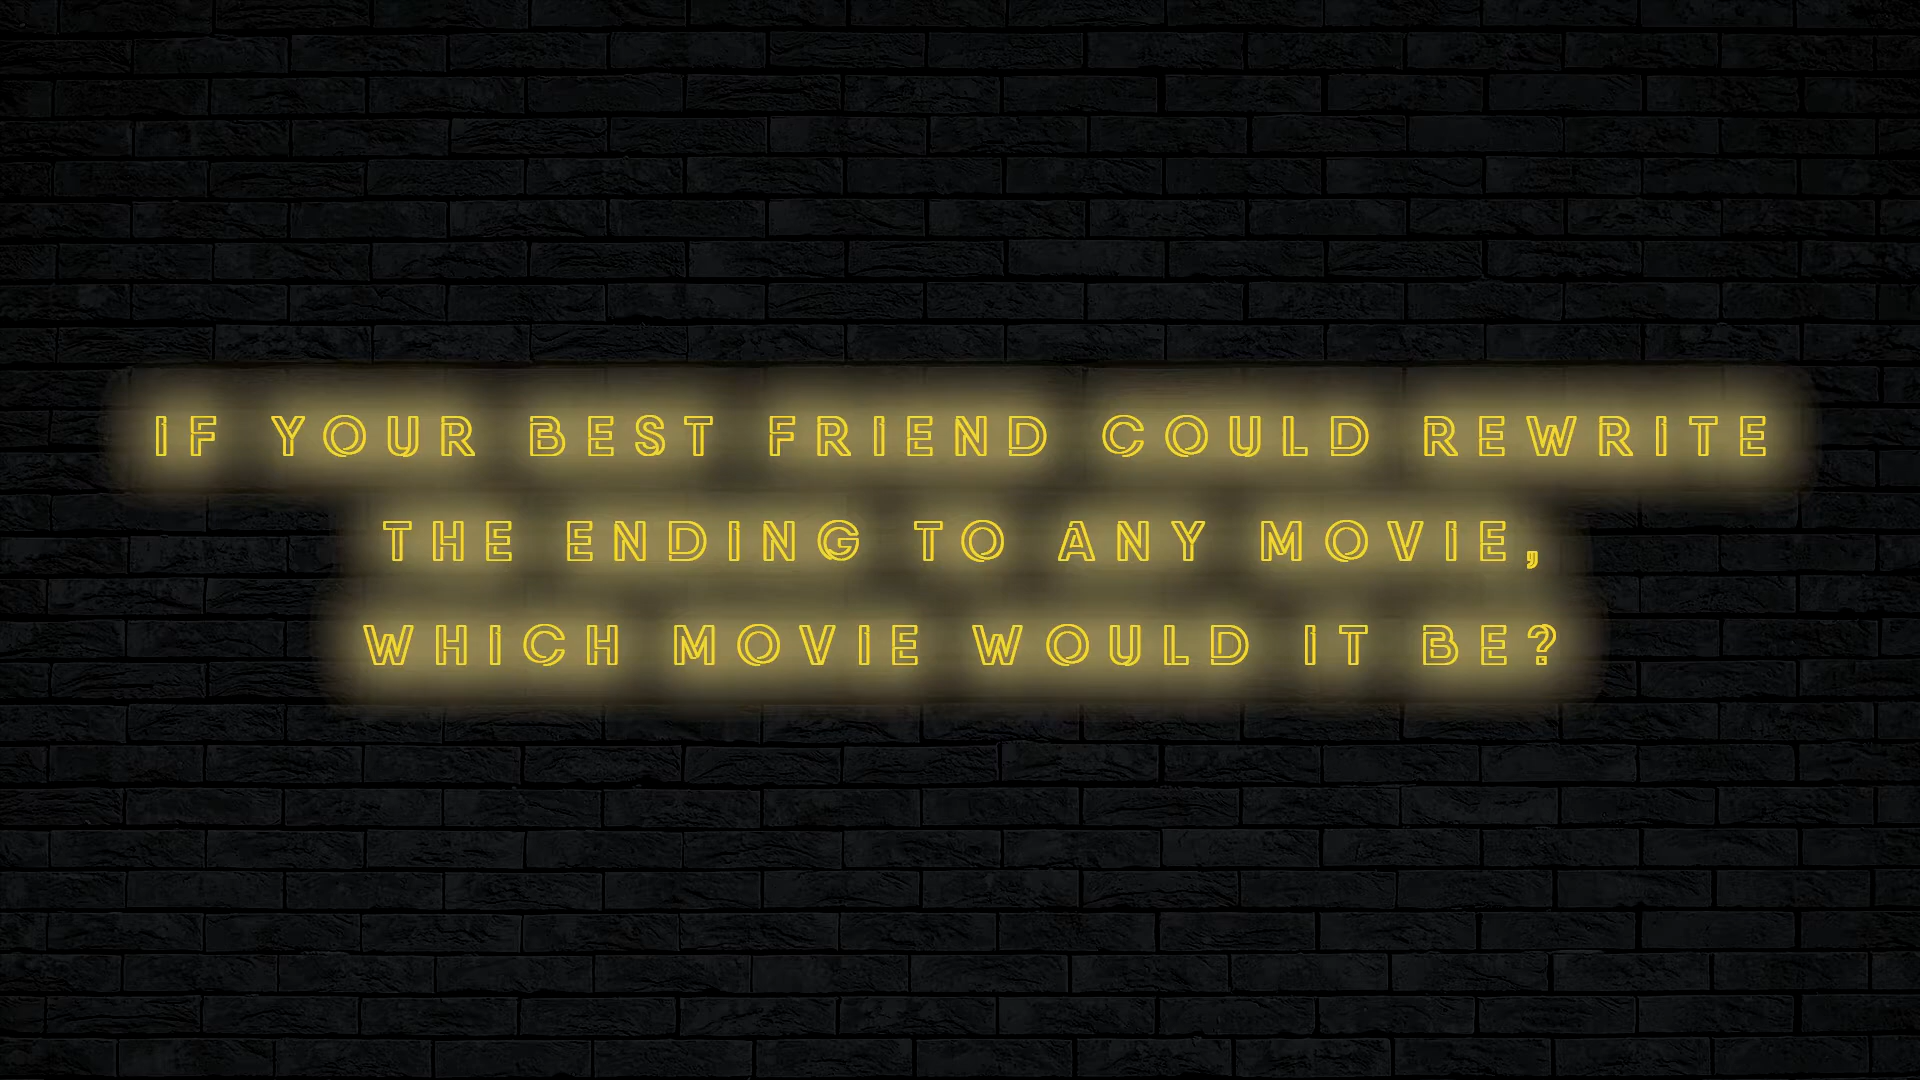 IF YOUR BEST FRIEND COULD REWRITE
THE ENDING TO ANY MOVIE,
WHICH MOVIE WOULD IT BE?